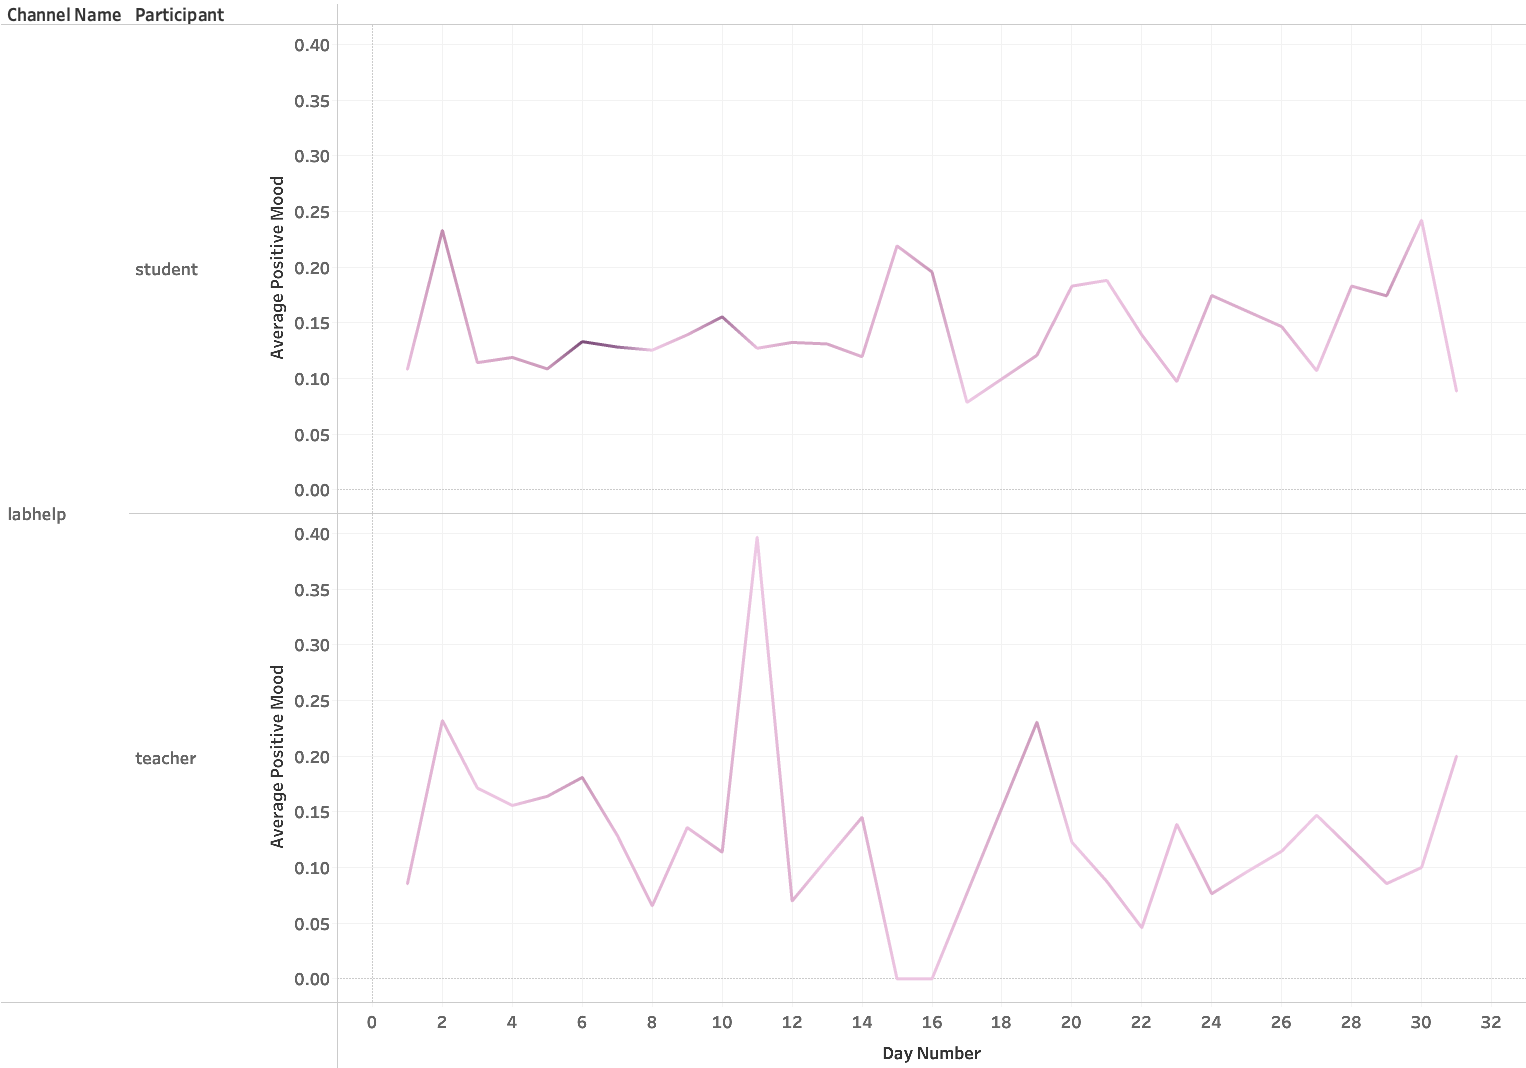 Channel Name Participant
0.40
0.35
0.30
0.25
0.20
0.15
0.10
0.05
0.00
Average Positive Mood
student
labhelp
0.40
0.35
0.30
0.25
0.20
0.15
0.10
0.05
0.00
Average Positive Mood
teacher
0 2 4 6 8 10 12 14 16 18 20 22 24 26 28 30 32
Day Number